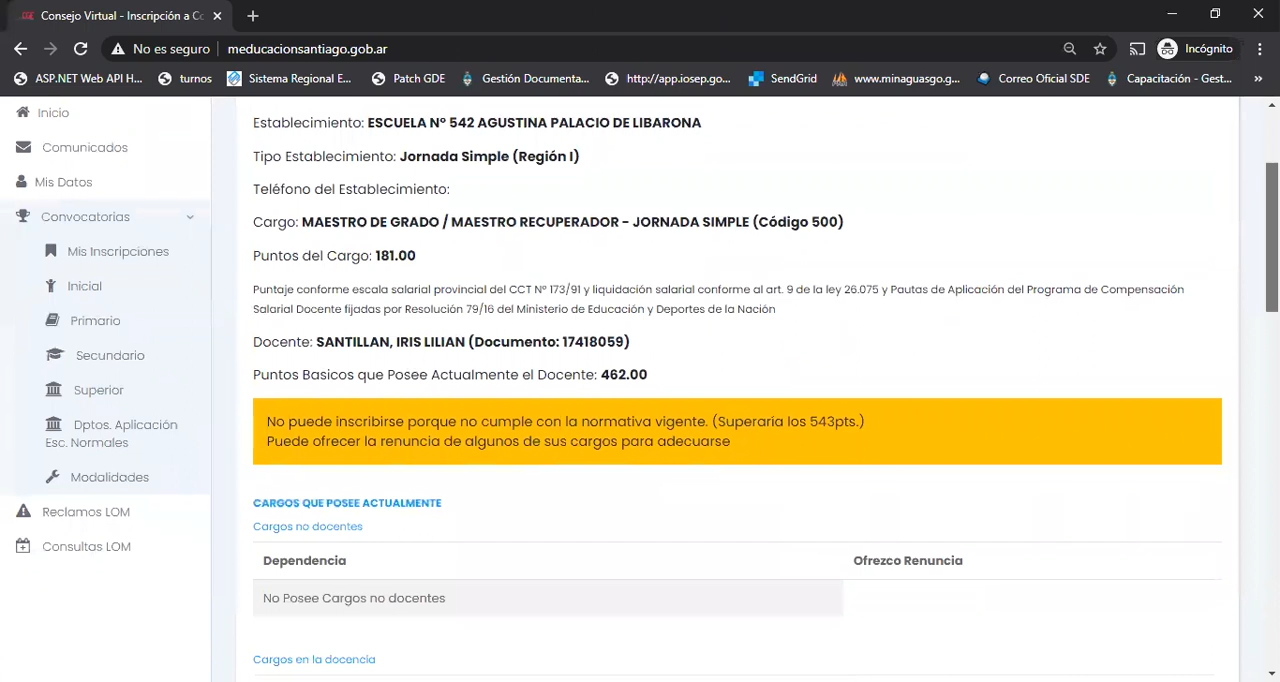 Consejo Virtual - Inscripción a Co
No es seguro
meducacionsantiago.gob.ar
Incógnito
ASP.NET Web API H...
turnos
Sistema Regional E...
Patch GDE
Gestión Documenta...
http://app.iosep.go...
SendGrid
www.minaguasgo.g...
Correo Oficial SDE
Capacitación - Gest...
»
Inicio
Comunicados
Mis Datos
Convocatorias
Mis Inscripciones
Inicial
Primario
Secundario
Superior
Dptos. Aplicación
Esc. Normales
Modalidades
Reclamos LOM
Consultas LOM
Establecimiento: ESCUELA Nº 542 AGUSTINA PALACIO DE LIBARONA
Tipo Establecimiento: Jornada Simple (Región I)
Teléfono del Establecimiento:
Cargo: MAESTRO DE GRADO / MAESTRO RECUPERADOR - JORNADA SIMPLE (Código 500)
Puntos del Cargo: 181.00
Puntaje conforme escala salarial provincial del CCT Nº 173/91 y liquidación salarial conforme al art. 9 de la ley 26.075 y Pautas de Aplicación del Programa de Compensación
Salarial Docente fijadas por Resolución 79/16 del Ministerio de Educación y Deportes de la Nación
Docente: SANTILLAN, IRIS LILIAN (Documento: 17418059)
Puntos Basicos que Posee Actualmente el Docente: 462.00
No puede inscribirse porque no cumple con la normativa vigente. (Superaría los 543pts.)
Puede ofrecer la renuncia de algunos de sus cargos para adecuarse
CARGOS QUE POSEE ACTUALMENTE
Cargos no docentes
Dependencia
Ofrezco Renuncia
No Posee Cargos no docentes
Cargos en la docencia